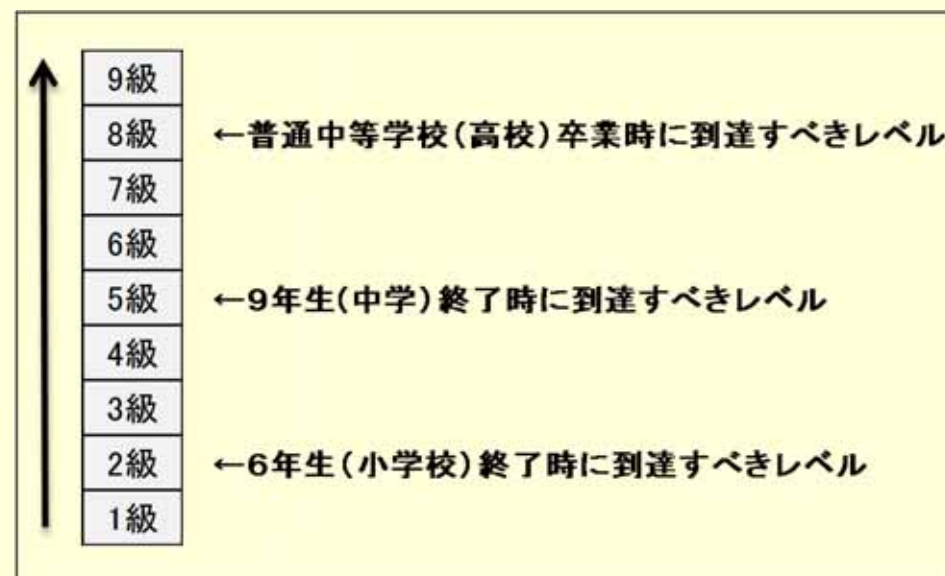 9級
8級 ←普通中等学校(高校)卒業時に到達すべきレベル
7級
6級
5級 ←9年生(中学)終了時に到達すべきレベル
4級
3級
2級 ←6年生(小学校)終了時に到達すべきレベル
1級